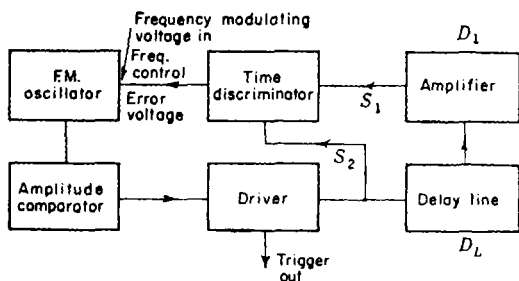 Frequency modulating
voltage in
D₁
F.M.
oscillator
Freq.
control
Error
voltage
Time
discriminator
S₁
Amplifier
S₂
Amplitude
comparator
Driver
Delay line
D_L
Trigger
out